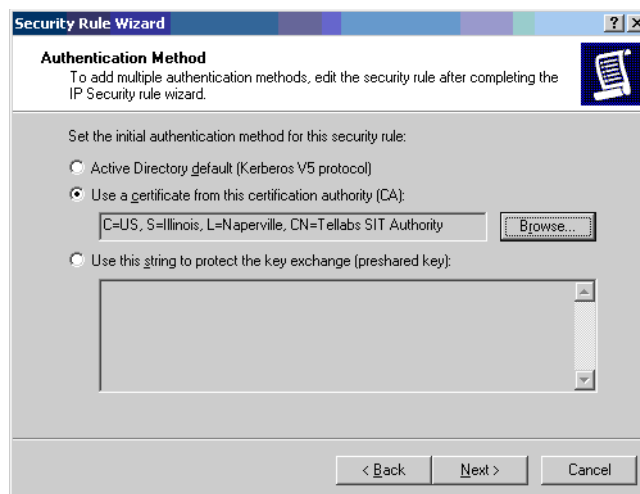 Security Rule Wizard
Authentication Method
To add multiple authentication methods, edit the security rule after completing the
IP Security rule wizard.
Set the initial authentication method for this security rule:
Active Directory default (Kerberos V5 protocol)
Use a certificate from this certification authority (CA):
C=US, S=Illinois, L=Naperville, CN=Tellabs SIT Authority
Browse...
Use this string to protect the key exchange (preshared key):
< Back
Next >
Cancel